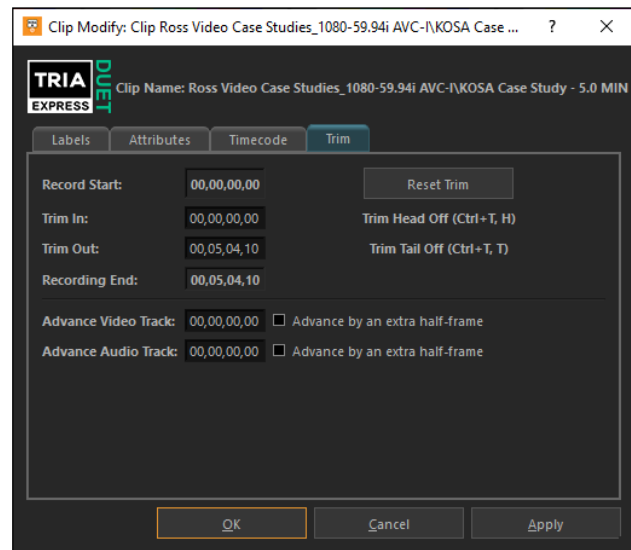 Clip Modify: Clip Ross Video Case Studies_1080-59.94i AVC-I\KOSA Case ... ? ×
TRIA DUET
EXPRESS
Clip Name: Ross Video Case Studies_1080-59.94i AVC-I\KOSA Case Study - 5.0 MIN
Labels Attributes Timecode Trim
Record Start: 00,00,00,00 Reset Trim
Trim In: 00,00,00,00 Trim Head Off (Ctrl+T, H)
Trim Out: 00,05,04,10 Trim Tail Off (Ctrl+T, T)
Recording End: 00,05,04,10
Advance Video Track: 00,00,00,00 Advance by an extra half-frame
Advance Audio Track: 00,00,00,00 Advance by an extra half-frame
OK Cancel Apply